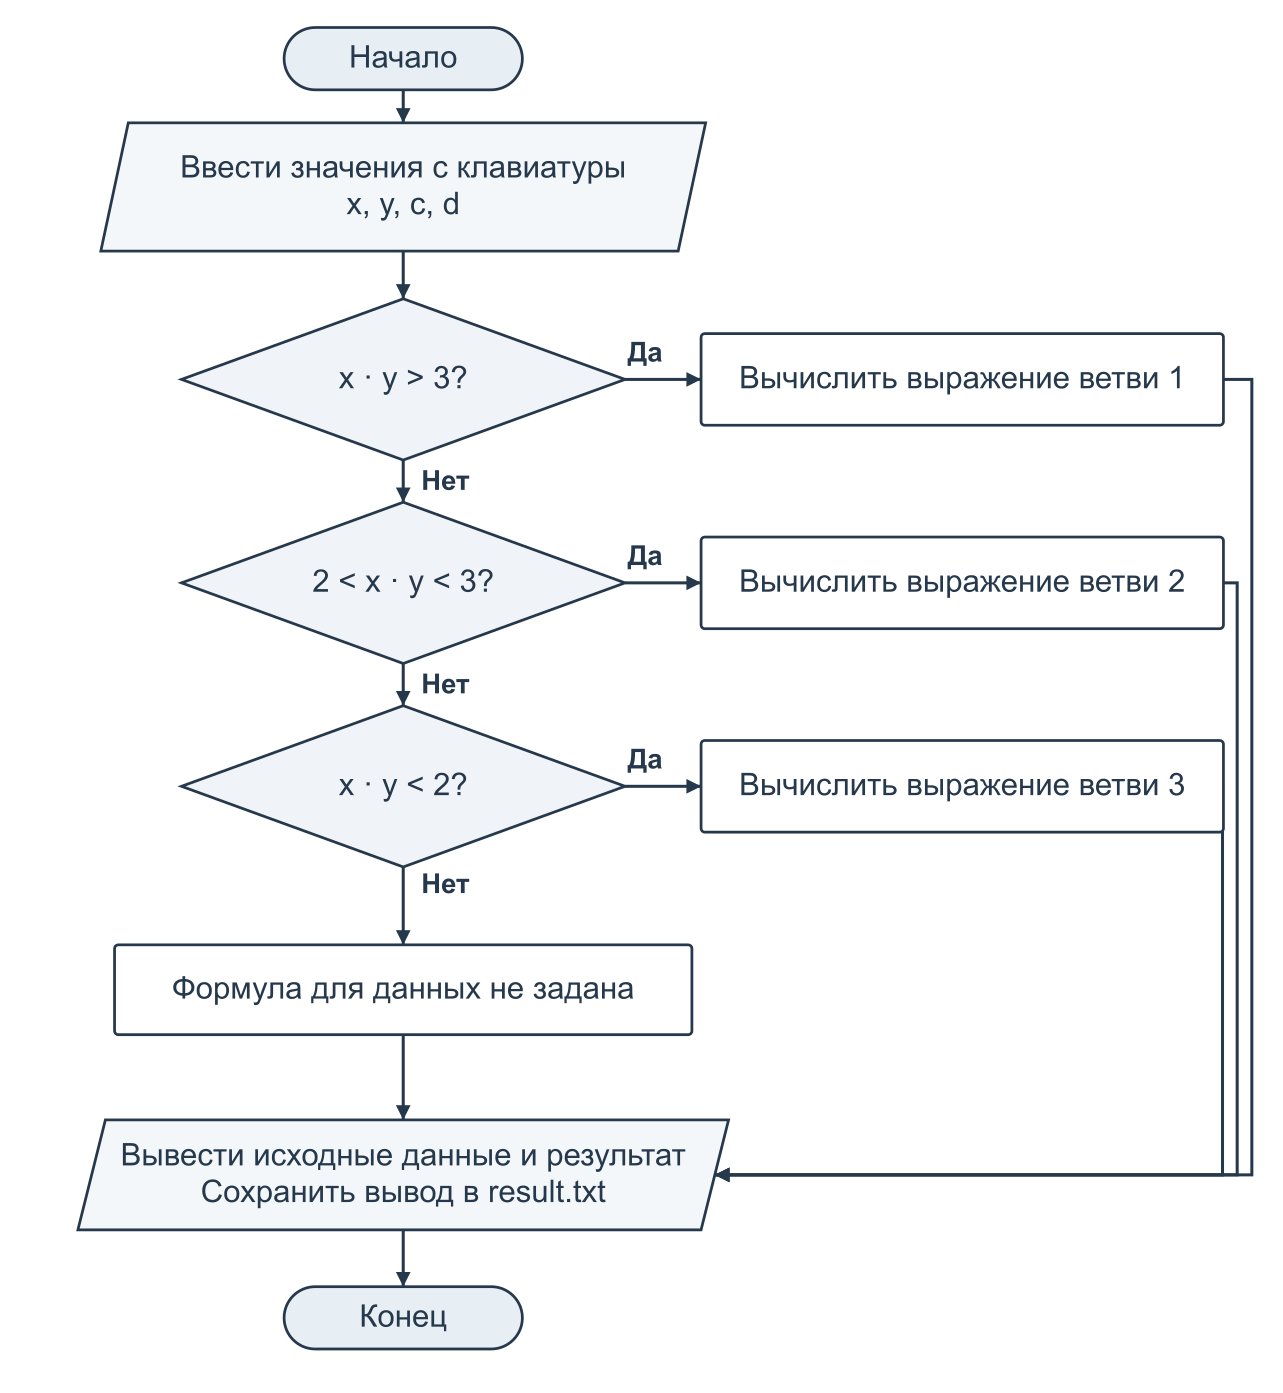 Начало
Ввести значения с клавиатуры
x, y, c, d
x · y > 3?
Да
Вычислить выражение ветви 1
Нет
2 < x · y < 3?
Да
Вычислить выражение ветви 2
Нет
x · y < 2?
Да
Вычислить выражение ветви 3
Нет
Формула для данных не задана
Вывести исходные данные и результат
Сохранить вывод в result.txt
Конец